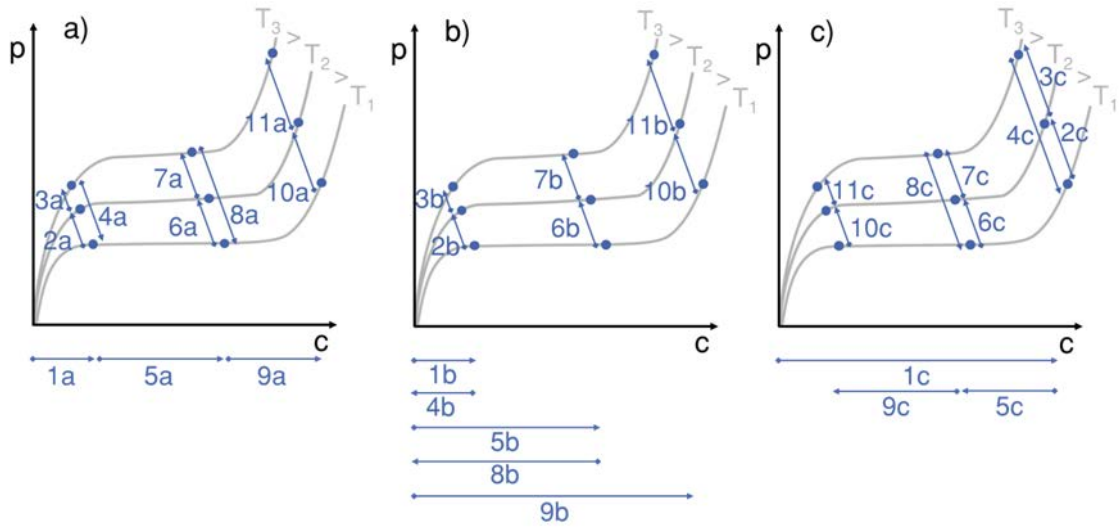 a)
p
T3 >
T2 >
T1
11a
3a
4a
7a
8a
10a
2a
6a
c
1a
5a
9a
b)
p
T3 >
T2 >
T1
11b
3b
7b
10b
2b
6b
c
1b
4b
5b
8b
9b
c)
p
T3 >
T2 >
T1
3c
4c
2c
11c
8c
7c
10c
6c
c
1c
9c
5c